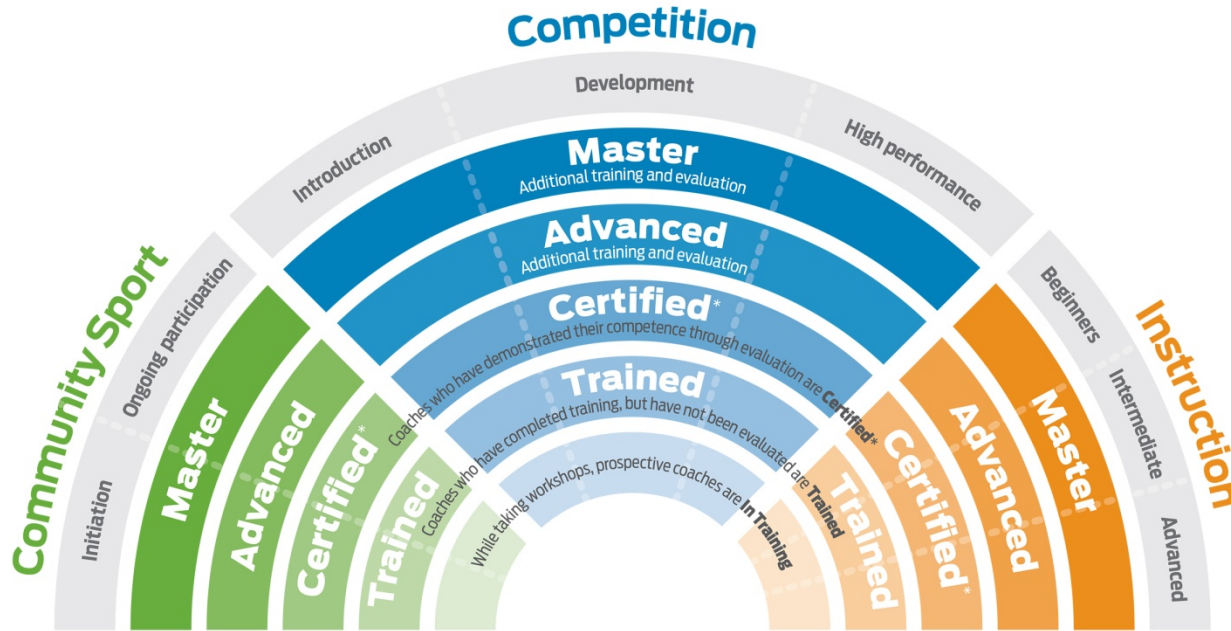 Competition
Introduction
Development
High performance
Master
Additional training and evaluation
Advanced
Additional training and evaluation
Certified*
Coaches who have demonstrated their competence through evaluation are Certified*
Trained
Coaches who have completed training, but have not been evaluated are Trained
While taking workshops, prospective coaches are In Training
Community Sport
Initiation
Ongoing participation
Master
Advanced
Certified*
Trained
Instruction
Beginners
Intermediate
Advanced
Master
Advanced
Certified*
Trained